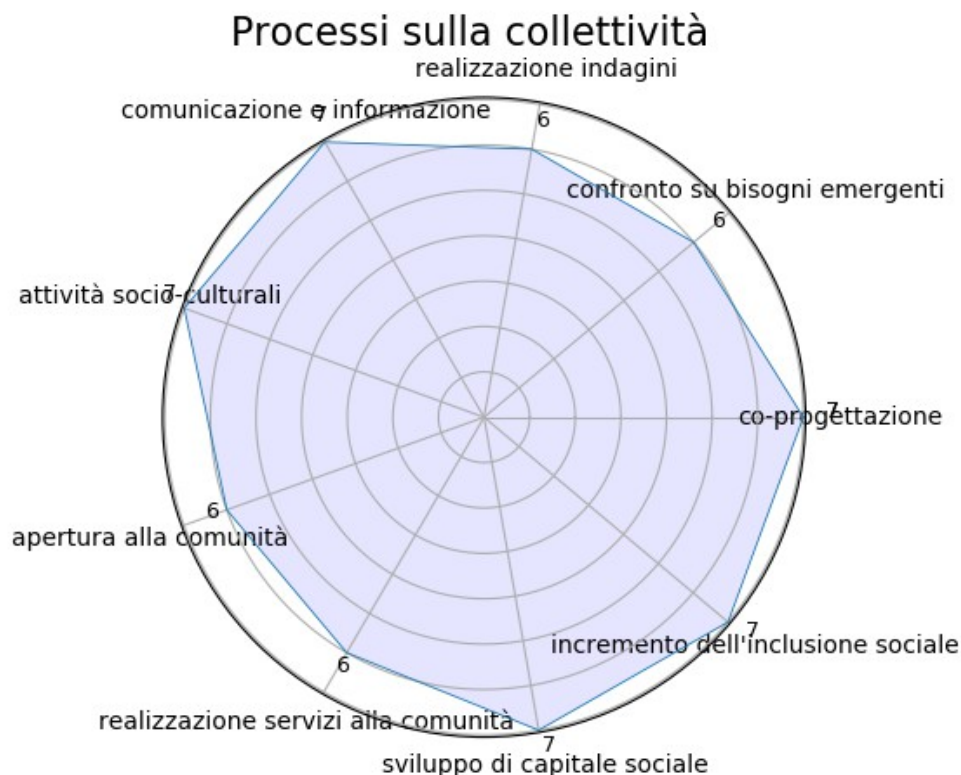 Processi sulla collettività
realizzazione indagini
comunicazione e informazione
7
6
confronto su bisogni emergenti
6
attività socio-culturali
7
co-progettazione
7
6
apertura alla comunità
7
incremento dell'inclusione sociale
6
realizzazione servizi alla comunità
7
sviluppo di capitale sociale